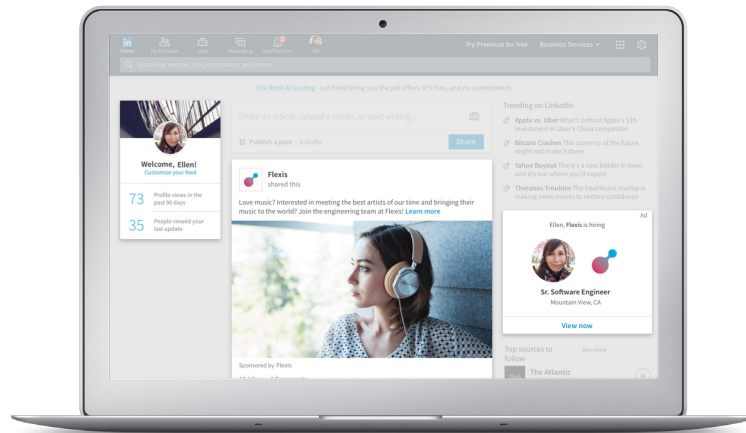 in
Home
My Network
Jobs
Messaging
Notifications
Me
Try Premium for free
Business Services
Search for people, jobs, companies, and more...
You Rock At Coding - Let Hired bring you the job offers. It's free, and no commitment.
Welcome, Ellen!
Customize your feed
73 Profile views in the
past 90 days
35 People viewed your
last update
Share an article, upload a photo, or start writing, ...
Publish a post
5 Drafts
Share
Flexis
shared this
Love music? Interested in meeting the best artists of our time and bringing their
music to the world? Join the engineering team at Flexis! Learn more
Sponsored by Flexis
Trending on LinkedIn
Apple vs. Uber What's behind Apple's $1b
investment in Uber's China competitor
Bitcoin Crashes The currency of the future
might not make it there
Yahoo Buyout There's a new bidder in town
and it's not whom you'd expect
Theranos Troubles The healthcare startup is
making more moves to restore confidence
Ad
Ellen, Flexis is hiring
Sr. Software Engineer
Mountain View, CA
View now
Top sources to
follow
- See more
The Atlantic